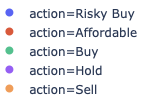 action=Risky Buy
action=Affordable
action=Buy
action=Hold
action=Sell